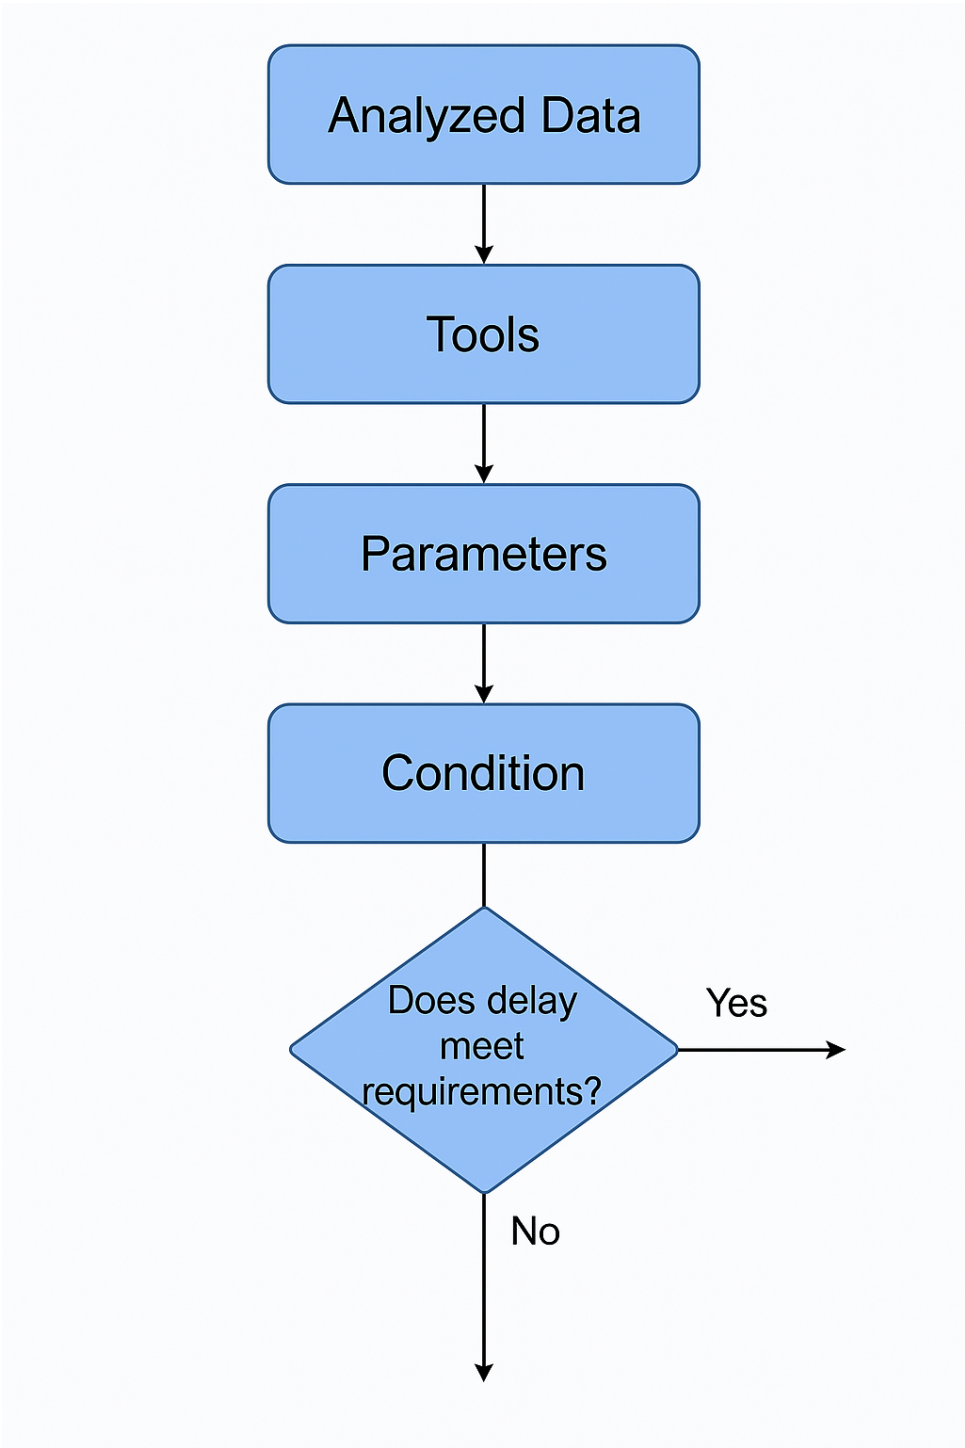 Analyzed Data
Tools
Parameters
Condition
Does delay
meet
requirements?
Yes
No